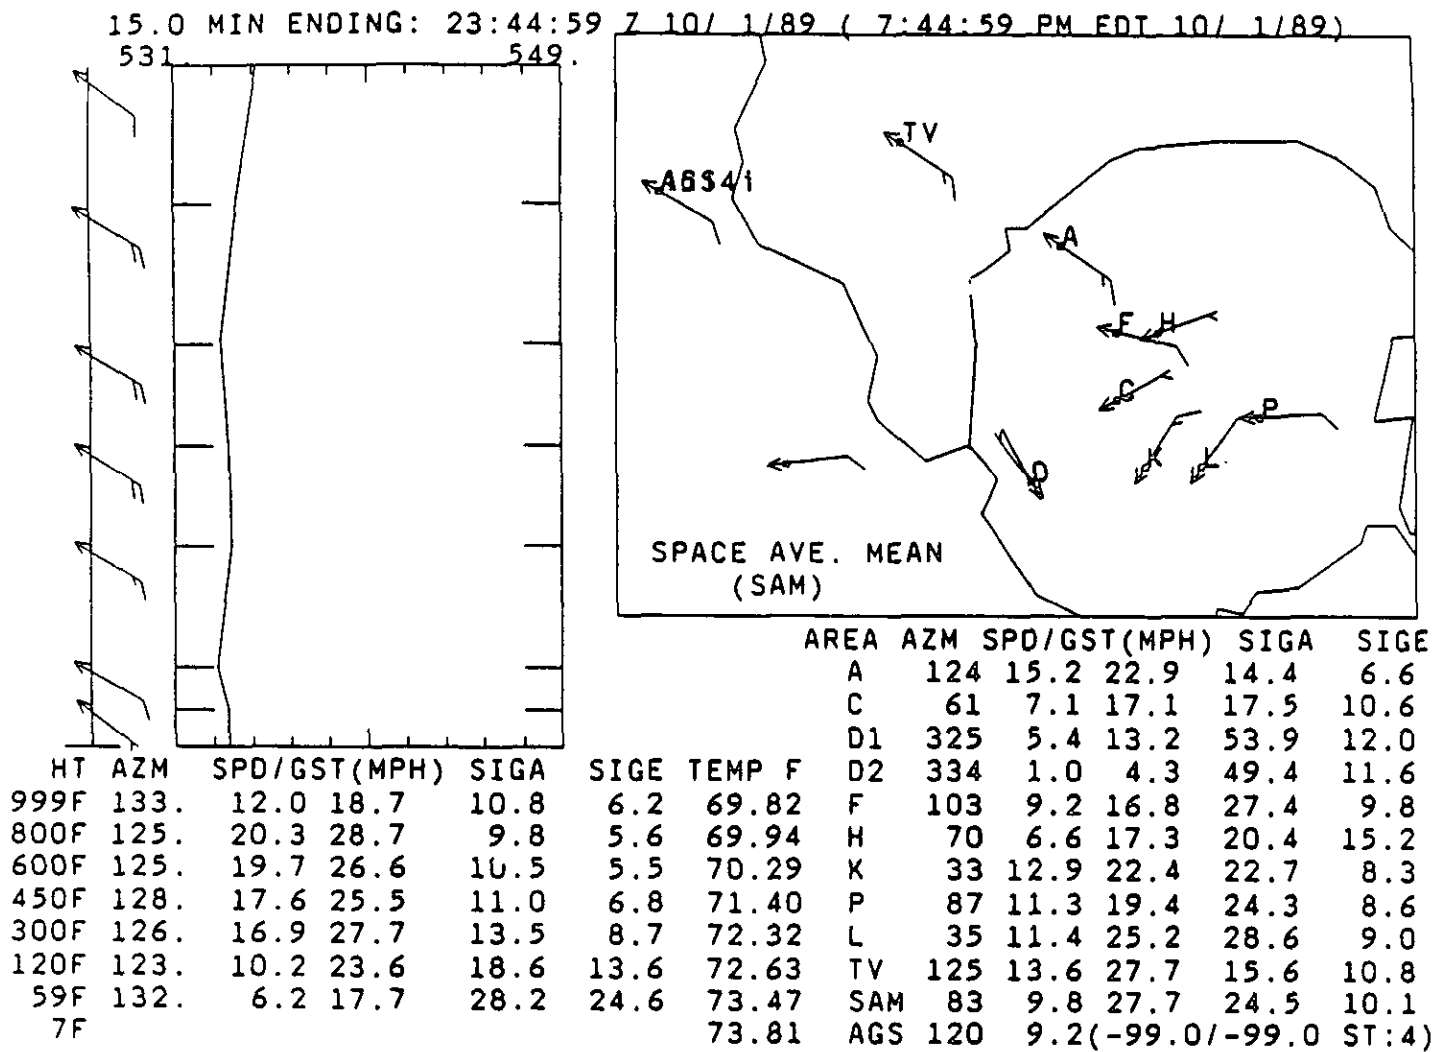 15.0 MIN ENDING: 23:44:59 Z 10/ 1/89 ( 7:44:59 PM EDT 10/ 1/89)
531. 549.
TV
A
F H
C
P
D K L
SPACE AVE. MEAN
(SAM)
AREA AZM SPD/GST(MPH) SIGA SIGE
A 124 15.2 22.9 14.4 6.6
C 61 7.1 17.1 17.5 10.6
D1 325 5.4 13.2 53.9 12.0
D2 334 1.0 4.3 49.4 11.6
F 103 9.2 16.8 27.4 9.8
H 70 6.6 17.3 20.4 15.2
K 33 12.9 22.4 22.7 8.3
P 87 11.3 19.4 24.3 8.6
L 35 11.4 25.2 28.6 9.0
TV 125 13.6 27.7 15.6 10.8
SAM 83 9.8 27.7 24.5 10.1
AGS 120 9.2(-99.0/-99.0 ST:4)
HT AZM SPD/GST(MPH) SIGA SIGE TEMP F
999F 133. 12.0 18.7 10.8 6.2 69.82
800F 125. 20.3 28.7 9.8 5.6 69.94
600F 125. 19.7 26.6 10.5 5.5 70.29
450F 128. 17.6 25.5 11.0 6.8 71.40
300F 126. 16.9 27.7 13.5 8.7 72.32
120F 123. 10.2 23.6 18.6 13.6 72.63
59F 132. 6.2 17.7 28.2 24.6 73.47
7F 73.81